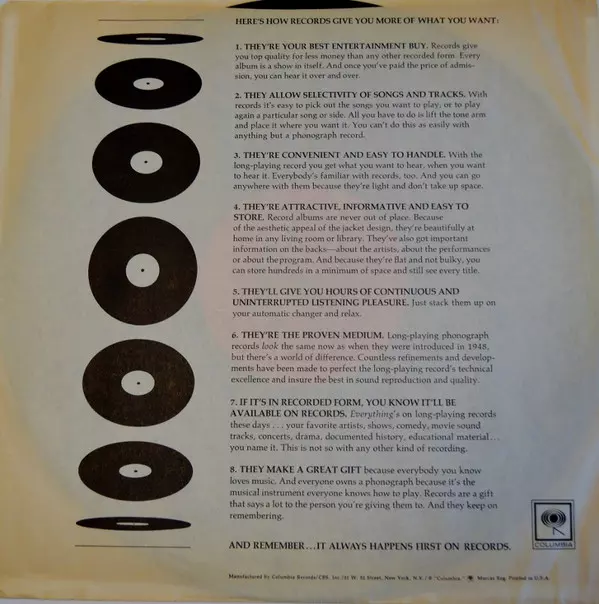 HERE'S HOW RECORDS GIVE YOU MORE OF WHAT YOU WANT:
1. THEY'RE YOUR BEST ENTERTAINMENT BUY. Records give
you top quality for less money than any other recorded form. Every
album is a show in itself. And once you've paid the price of admis-
sion, you can hear it over and over.
2. THEY ALLOW SELECTIVITY OF SONGS AND TRACKS. With
records it's easy to pick out the songs you want to play, or to play
again a particular song or side. All you have to do is lift the tone arm
and place it where you want it. You can't do this as easily with
anything but a phonograph record.
3. THEY'RE CONVENIENT AND EASY TO HANDLE. With the
long-playing record you get what you want to hear, when you want
to hear it. Everybody's familiar with records, too. And you can go
anywhere with them because they're light and don't take up space.
4. THEY'RE ATTRACTIVE, INFORMATIVE AND EASY TO
STORE. Record albums are never out of place. Because
of the aesthetic appeal of the jacket design, they're beautifully at
home in any living room or library. They've also got important
information on the backs—about the artists, about the performances
or about the program. And because they're flat and not bulky, you
can store hundreds in a minimum of space and still see every title.
5. THEY'LL GIVE YOU HOURS OF CONTINUOUS AND
UNINTERRUPTED LISTENING PLEASURE. Just stack them up on
your automatic changer and relax.
6. THEY'RE THE PROVEN MEDIUM. Long-playing phonograph
records look the same now as when they were introduced in 1948,
but there's a world of difference. Countless refinements and develop-
ments have been made to perfect the long-playing record's technical
excellence and insure the best in sound reproduction and quality.
7. IF IT'S IN RECORDED FORM, YOU KNOW IT'LL BE
AVAILABLE ON RECORDS. Everything's on long-playing records
these days . . . your favorite artists, shows, comedy, movie sound
tracks, concerts, drama, documented history, educational material . . .
you name it. This is not so with any other kind of recording.
8. THEY MAKE A GREAT GIFT because everybody you know
loves music. And everyone owns a phonograph because it's the
musical instrument everyone knows how to play. Records are a gift
that says a lot to the person you're giving them to. And they keep on
remembering.
COLUMBIA
AND REMEMBER...IT ALWAYS HAPPENS FIRST ON RECORDS.
Manufactured by Columbia Records/CBS, Inc./51 W. 52 Street, New York, N.Y./® "Columbia," Marcas Reg. Printed in U.S.A.